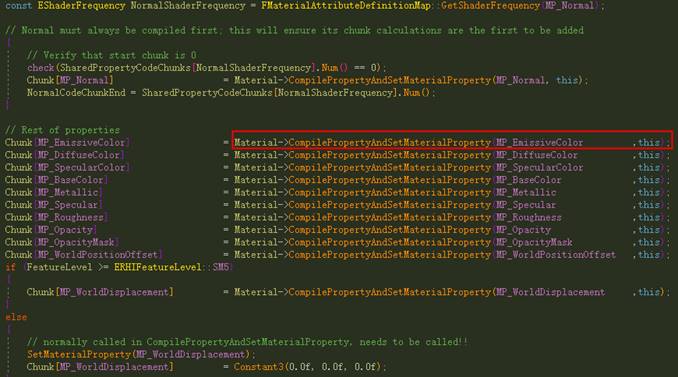 const EShaderFrequency NormalShaderFrequency = FMaterialAttributeDefinitionMap::GetShaderFrequency(MP_Normal);
// Normal must always be compiled first; this will ensure its chunk calculations are the first to be added
{
// Verify that start chunk is 0
check(SharedPropertyCodeChunks[NormalShaderFrequency].Num() == 0);
Chunk[MP_Normal] = Material->CompilePropertyAndSetMaterialProperty(MP_Normal, this);
NormalCodeChunkEnd = SharedPropertyCodeChunks[NormalShaderFrequency].Num();
}
// Rest of properties
Chunk[MP_EmissiveColor] = Material->CompilePropertyAndSetMaterialProperty(MP_EmissiveColor ,this);
Chunk[MP_DiffuseColor] = Material->CompilePropertyAndSetMaterialProperty(MP_DiffuseColor ,this);
Chunk[MP_SpecularColor] = Material->CompilePropertyAndSetMaterialProperty(MP_SpecularColor ,this);
Chunk[MP_BaseColor] = Material->CompilePropertyAndSetMaterialProperty(MP_BaseColor ,this);
Chunk[MP_Metallic] = Material->CompilePropertyAndSetMaterialProperty(MP_Metallic ,this);
Chunk[MP_Specular] = Material->CompilePropertyAndSetMaterialProperty(MP_Specular ,this);
Chunk[MP_Roughness] = Material->CompilePropertyAndSetMaterialProperty(MP_Roughness ,this);
Chunk[MP_Opacity] = Material->CompilePropertyAndSetMaterialProperty(MP_Opacity ,this);
Chunk[MP_OpacityMask] = Material->CompilePropertyAndSetMaterialProperty(MP_OpacityMask ,this);
Chunk[MP_WorldPositionOffset] = Material->CompilePropertyAndSetMaterialProperty(MP_WorldPositionOffset ,this);
if (FeatureLevel >= ERHIFeatureLevel::SM5)
{
Chunk[MP_WorldDisplacement] = Material->CompilePropertyAndSetMaterialProperty(MP_WorldDisplacement ,this);
}
else
{
// normally called in CompilePropertyAndSetMaterialProperty, needs to be called!!
SetMaterialProperty(MP_WorldDisplacement);
Chunk[MP_WorldDisplacement] = Constant3(0.0f, 0.0f, 0.0f);